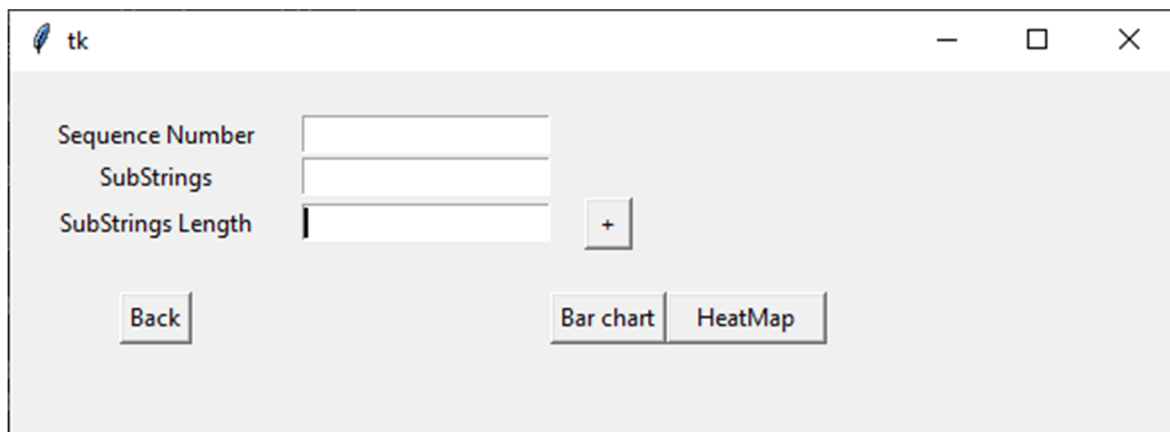 tk
Sequence Number
SubStrings
SubStrings Length
+
Back
Bar chart
HeatMap